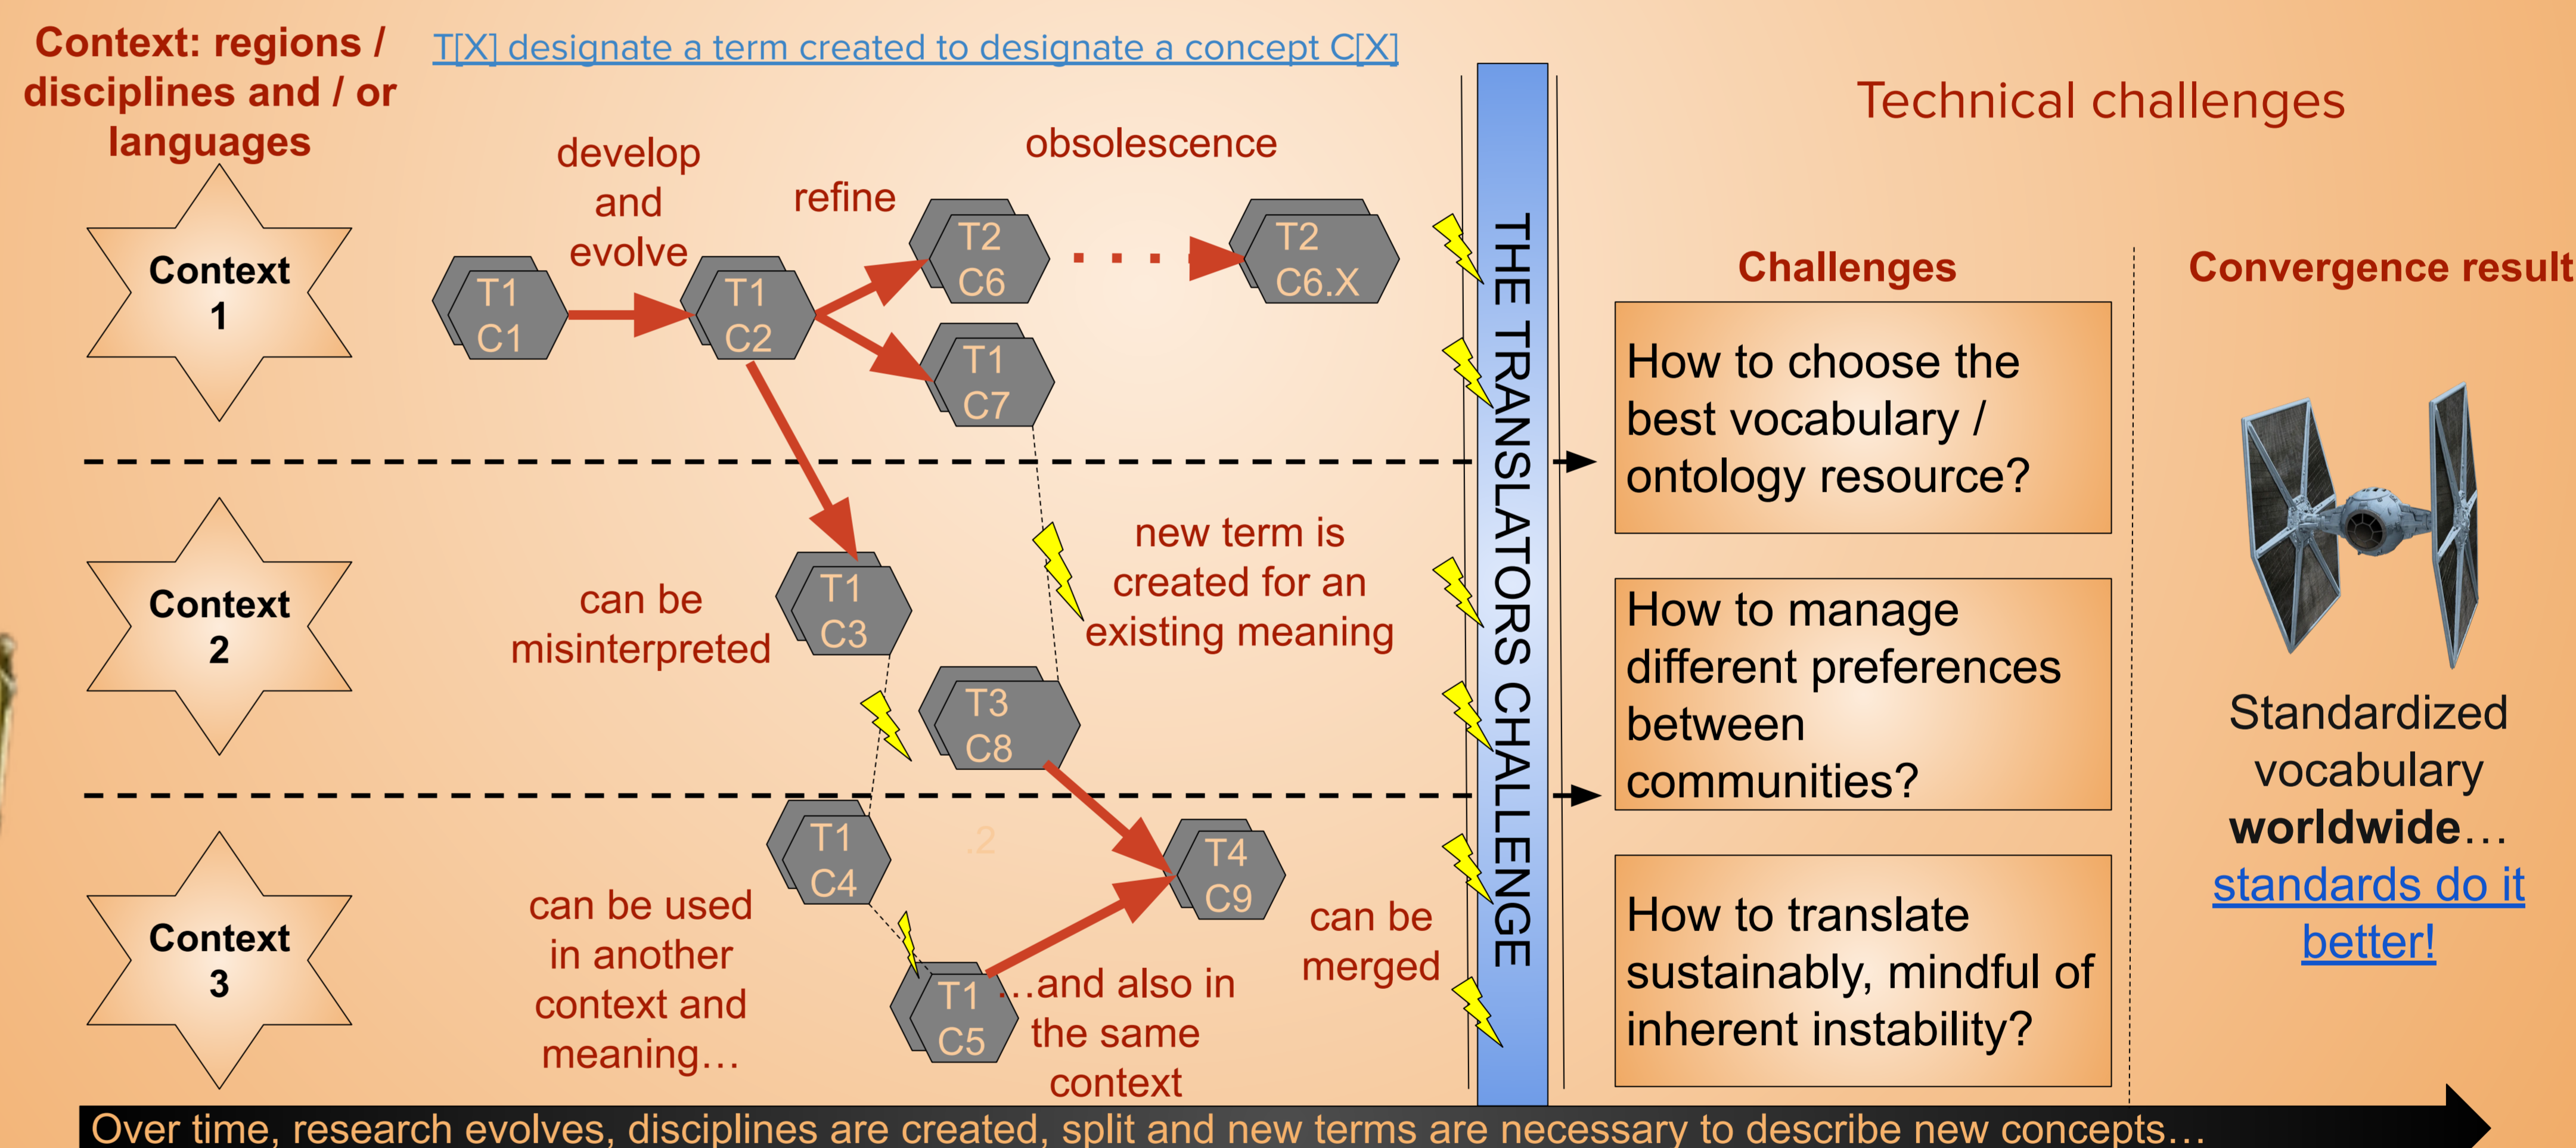 Context: regions /
disciplines and / or
languages
T[X] designate a term created to designate a concept C[X]
Technical challenges
develop
and
evolve
refine
obsolescence
Context
1
T1
C1
T1
C2
T2
C6
T2
C6.X
T1
C7
Context
2
can be
misinterpreted
T1
C3
new term is
created for an
existing meaning
T3
C8
Context
3
T1
C4
.2
T4
C9
can be used
in another
context and
meaning…
T1
C5
…and also in
the same
context
can be
merged
THE TRANSLATORS CHALLENGE
Challenges
How to choose the
best vocabulary /
ontology resource?
How to manage
different preferences
between
communities?
How to translate
sustainably, mindful of
inherent instability?
Convergence result
Standardized
vocabulary
worldwide…
standards do it
better!
Over time, research evolves, disciplines are created, split and new terms are necessary to describe new concepts…